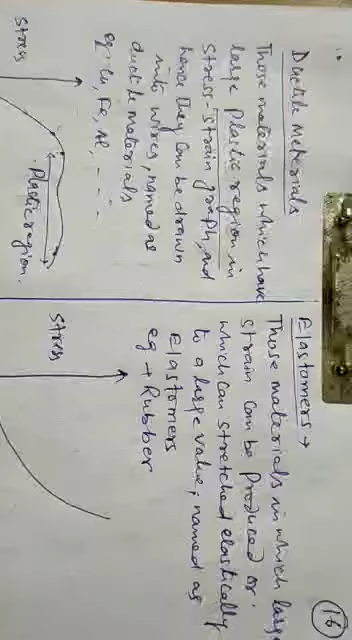 16
Ductile Materials
Those materials which have
large Plastic region in
stress-strain graph, and
hence they can be drawn
into wires, named as
ductile materials
eg: Cu, Fe, Al, - - -
Stress
Plastic region.
Elastomers →
Those materials in which large
strain can be Produced or
which can stretched elastically
to a large value, named as
Elastomers
eg → Rubber
Stress